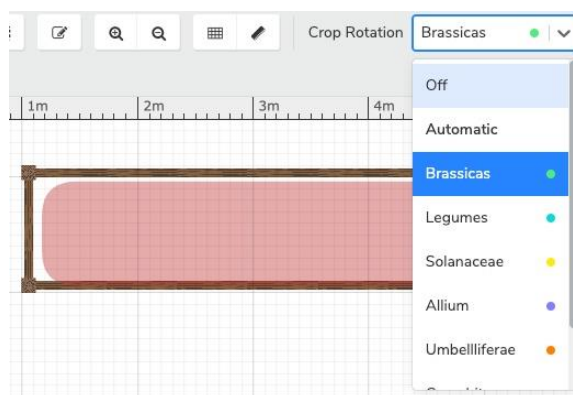 Crop Rotation
Brassicas
Off
1m
2m
3m
4m
Automatic
Brassicas
Legumes
Solanaceae
Allium
Umbellliferae